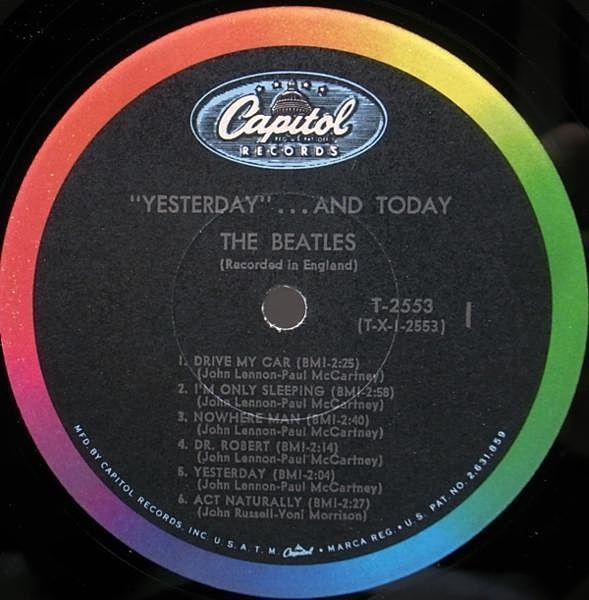 Capitol
REG. U.S. PAT. OFF.
RECORDS
"YESTERDAY"...AND TODAY
THE BEATLES
(Recorded in England)
T-2553
(T-X-1-2553)
1
1. DRIVE MY CAR (BMI-2:25)
(John Lennon-Paul McCartney)
2. I'M ONLY SLEEPING (BMI-2:58)
(John Lennon-Paul McCartney)
3. NOWHERE MAN (BMI-2:40)
(John Lennon-Paul McCartney)
4. DR. ROBERT (BMI-2:14)
(John Lennon-Paul McCartney)
5. YESTERDAY (BMI-2:04)
(John Lennon-Paul McCartney)
6. ACT NATURALLY (BMI-2:27)
(John Russell-Voni Morrison)
MFD. BY CAPITOL RECORDS, INC. U.S.A. T.M. Capitol • MARCA REG. • U.S. PAT. NO. 2,631,859